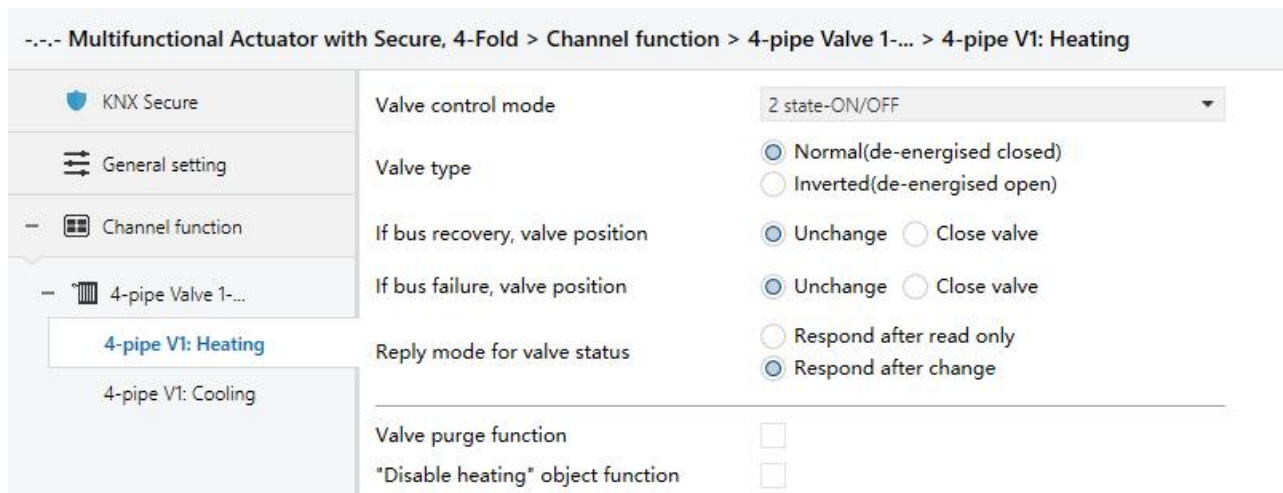 -.-.- Multifunctional Actuator with Secure, 4-Fold > Channel function > 4-pipe Valve 1-... > 4-pipe V1: Heating
KNX Secure
General setting
Channel function
4-pipe Valve 1-...
4-pipe V1: Heating
4-pipe V1: Cooling
Valve control mode
2 state-ON/OFF
Valve type
Normal(de-energised closed)
Inverted(de-energised open)
If bus recovery, valve position
Unchange
Close valve
If bus failure, valve position
Unchange
Close valve
Reply mode for valve status
Respond after read only
Respond after change
Valve purge function
"Disable heating" object function